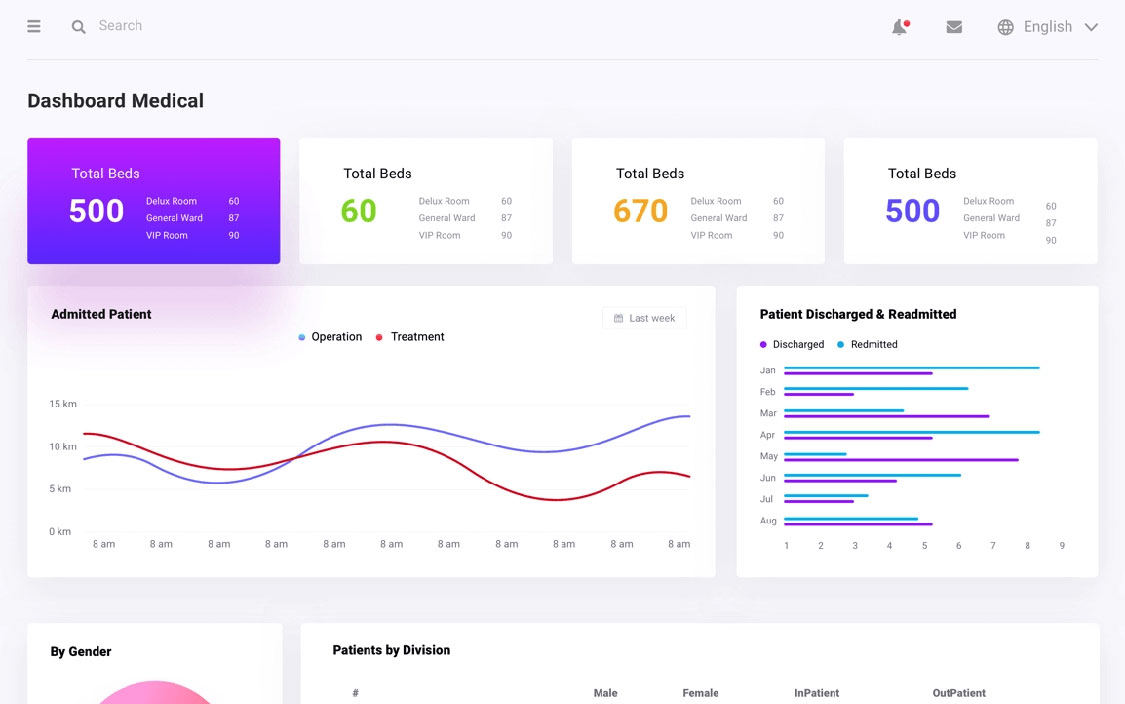 Search
English
Dashboard Medical
Total Beds
500
Delux Room 60
General Ward 87
VIP Room 90
Total Beds
60
Delux Room 60
General Ward 87
VIP Room 90
Total Beds
670
Delux Room 60
General Ward 87
VIP Room 90
Total Beds
500
Delux Room 60
General Ward 87
VIP Room 90
Admitted Patient
Last week
Operation Treatment
15 km
10 km
5 km
0 km
8 am 8 am 8 am 8 am 8 am 8 am 8 am 8 am 8 am 8 am 8 am
Patient Discharged & Readmitted
Discharged Redmitted
Jan
Feb
Mar
Apr
May
Jun
Jul
Aug
1 2 3 4 5 6 7 8 9
By Gender
Patients by Division
# Male Female InPatient OutPatient